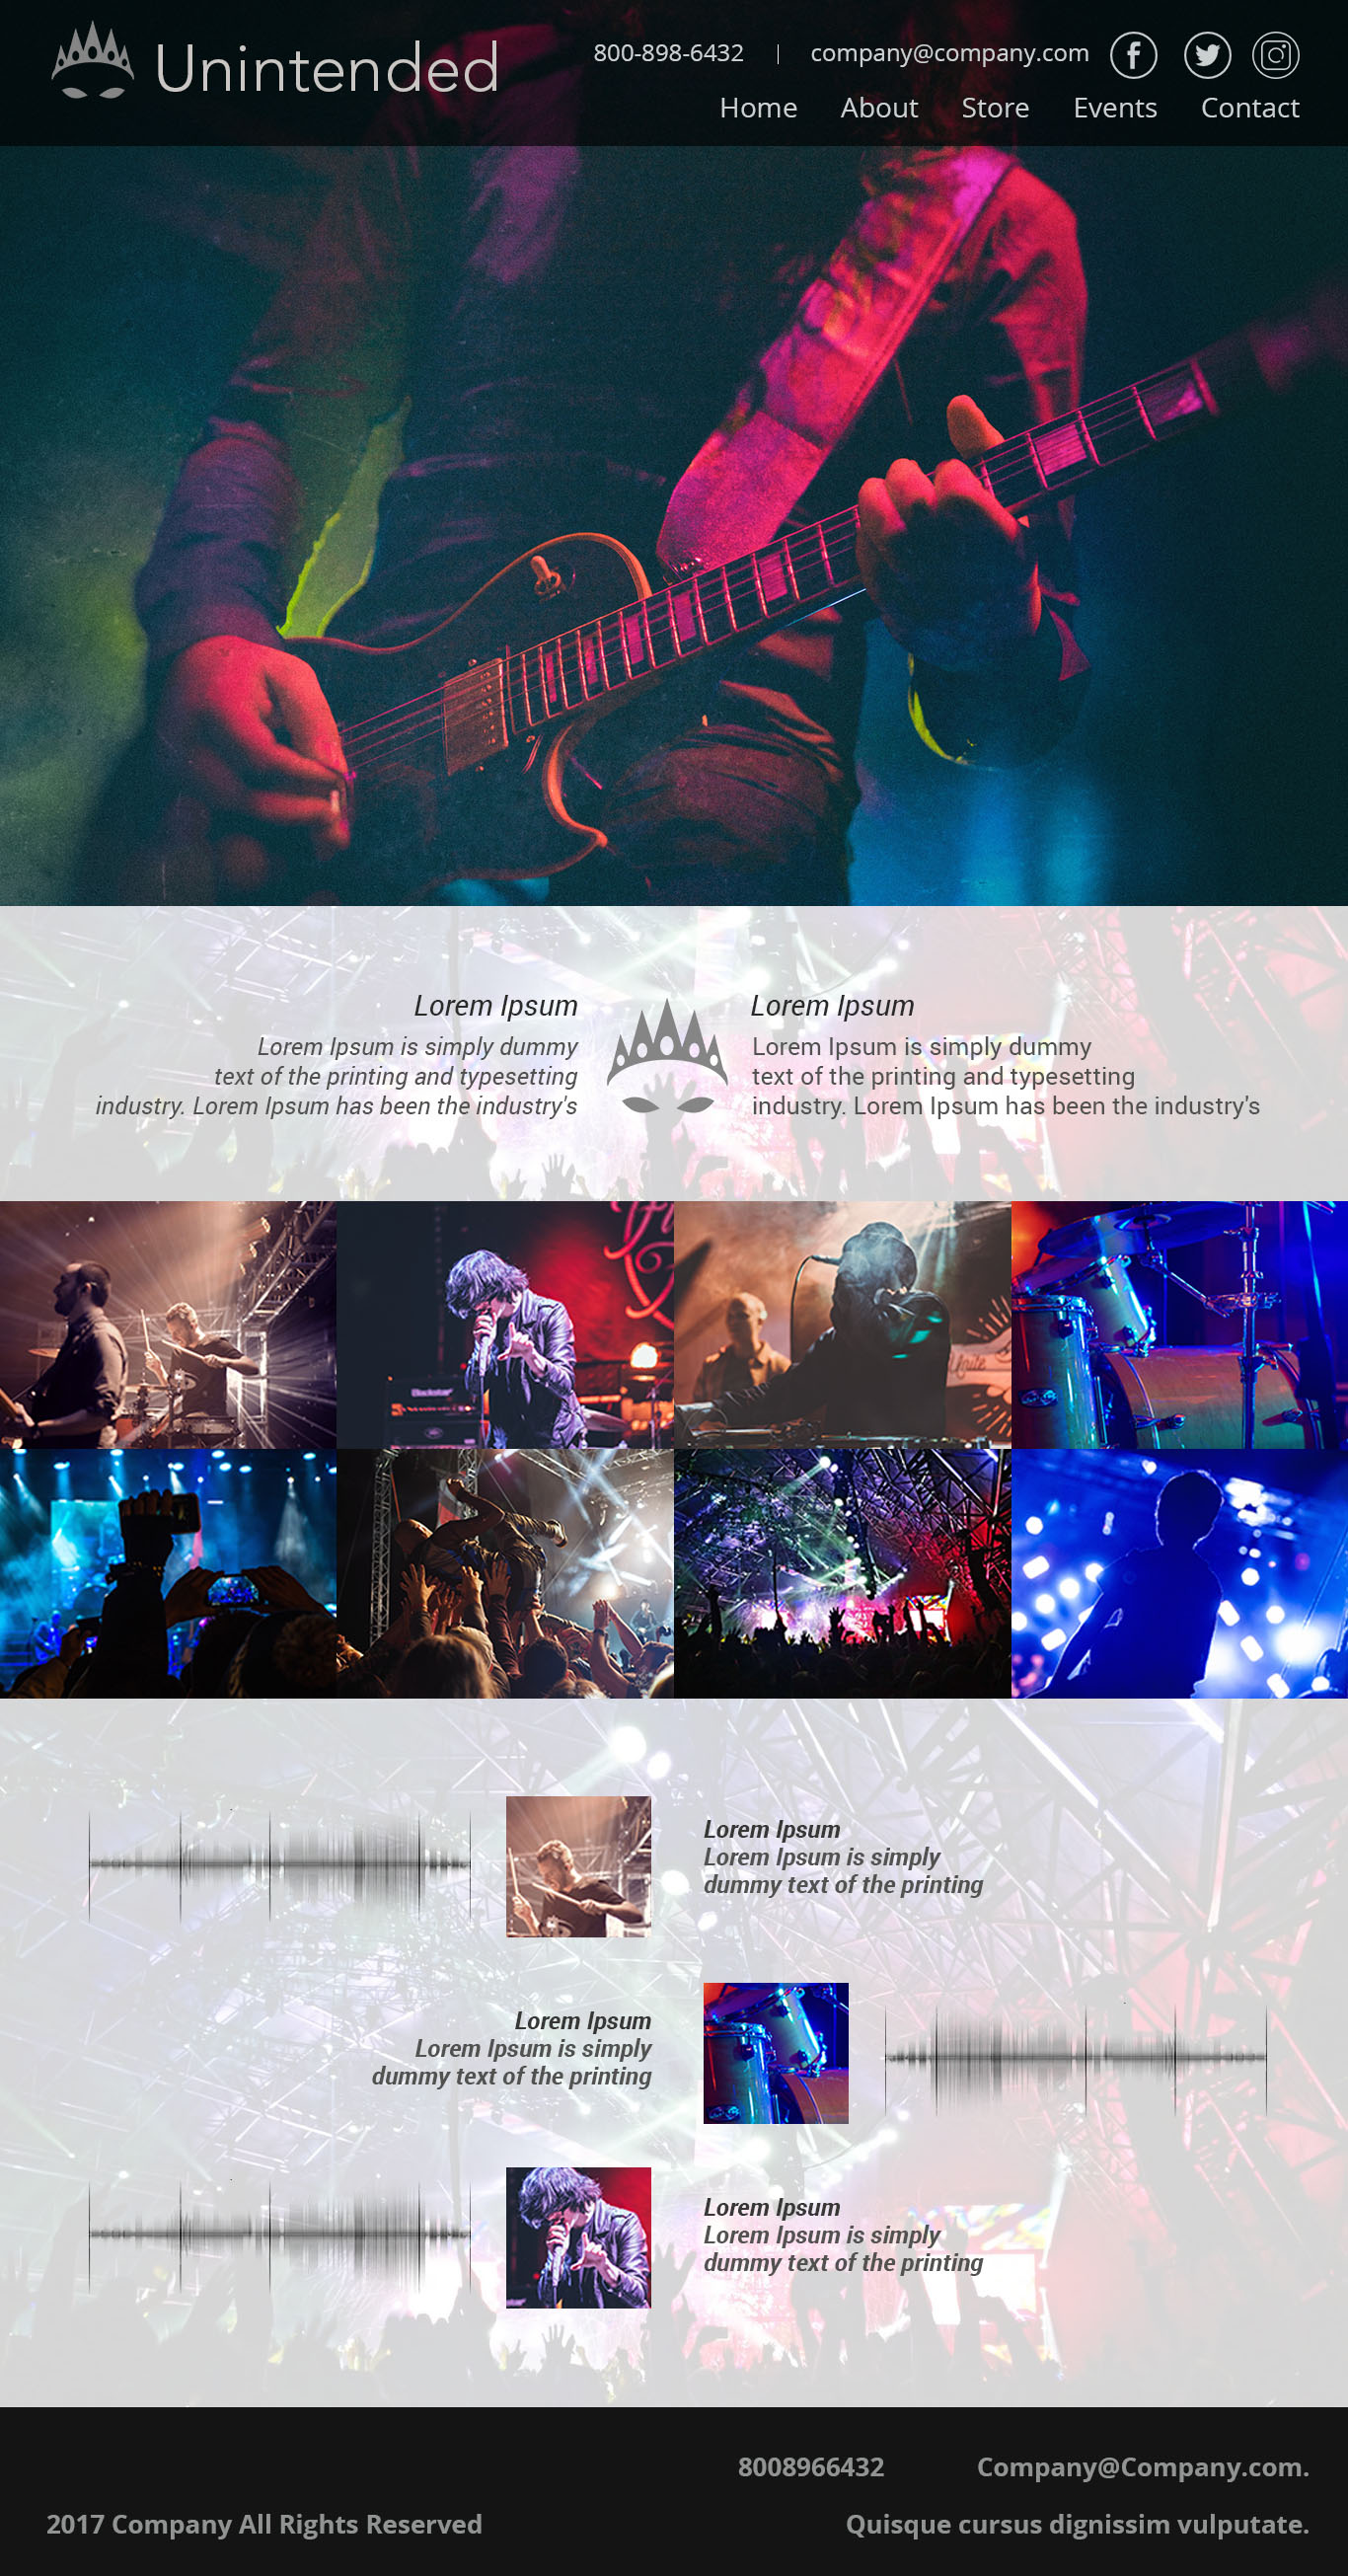 Unintended
800-898-6432 | company@company.com
Home About Store Events Contact
Lorem Ipsum
Lorem Ipsum is simply dummy
text of the printing and typesetting
industry. Lorem Ipsum has been the industry's
Lorem Ipsum
Lorem Ipsum is simply dummy
text of the printing and typesetting
industry. Lorem Ipsum has been the industry's
Blackstar
Lorem Ipsum
Lorem Ipsum is simply
dummy text of the printing
Lorem Ipsum
Lorem Ipsum is simply
dummy text of the printing
Lorem Ipsum
Lorem Ipsum is simply
dummy text of the printing
8008966432 Company@Company.com.
2017 Company All Rights Reserved
Quisque cursus dignissim vulputate.